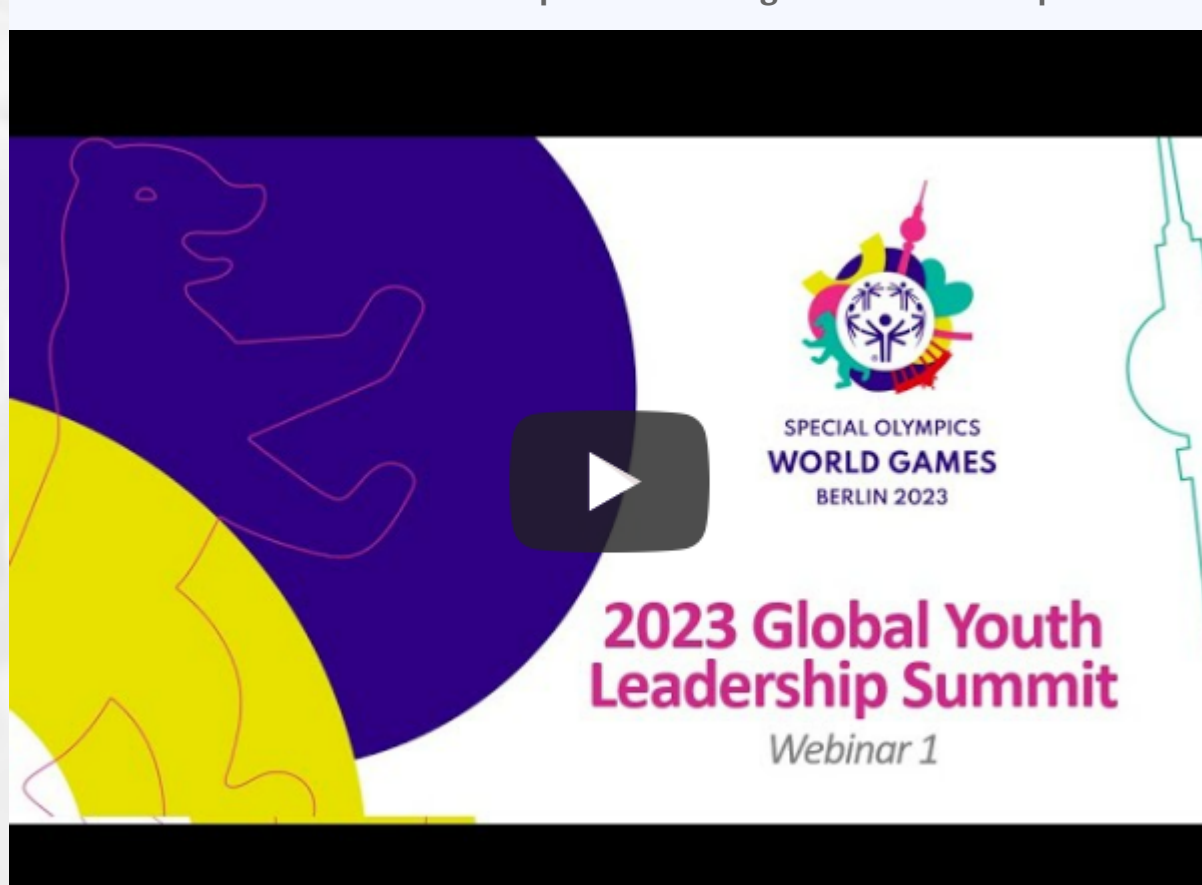 SPECIAL OLYMPICS
WORLD GAMES
BERLIN 2023
2023 Global Youth
Leadership Summit
Webinar 1